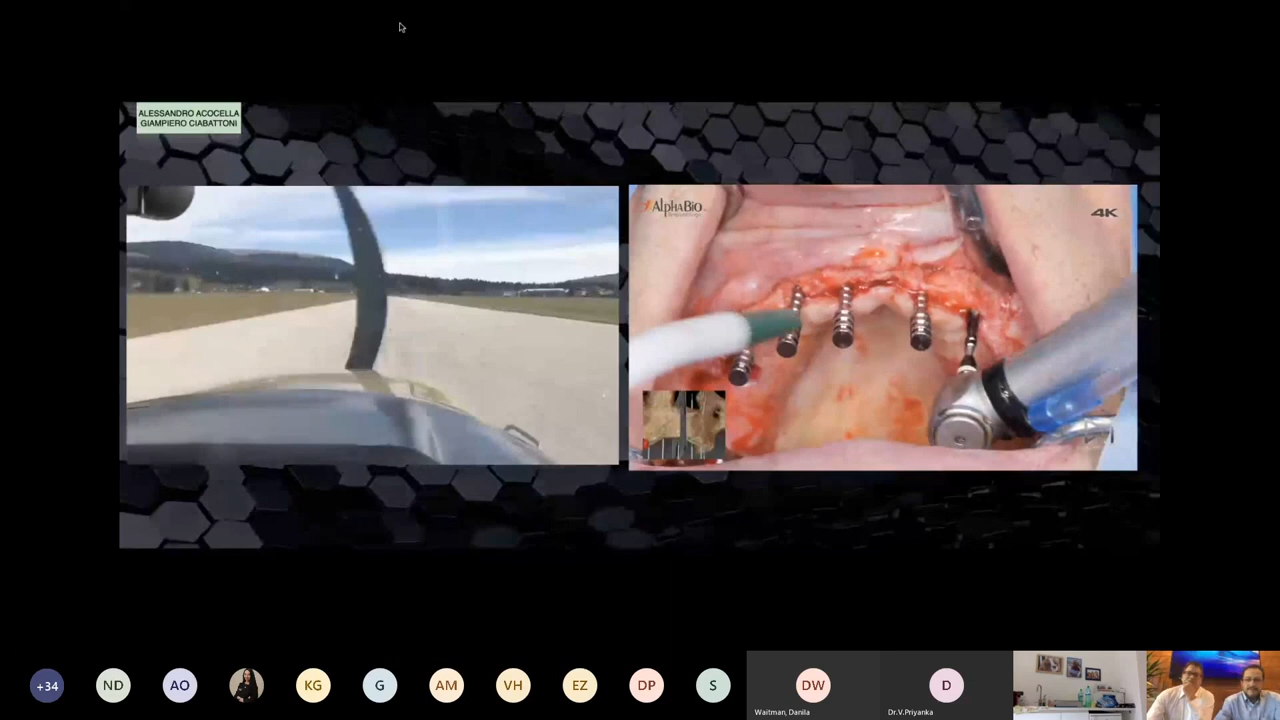 ALESSANDRO ACOCELLA
GIAMPIERO CIABATTONI
ALPHABIO
4K
+34
ND
AO
KG
G
AM
VH
EZ
DP
S
DW
Waitman, Danila
D
Dr.V.Priyanka